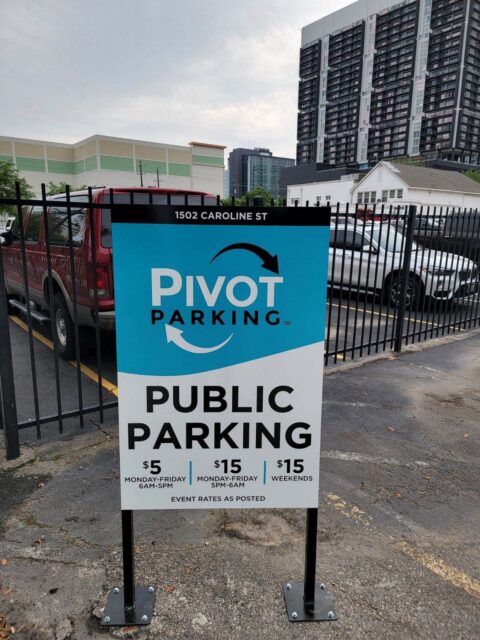 1502 CAROLINE ST
PIVOT
PARKING™
PUBLIC
PARKING
$5 $15 $15
MONDAY-FRIDAY MONDAY-FRIDAY WEEKENDS
6AM-5PM 5PM-6AM
EVENT RATES AS POSTED